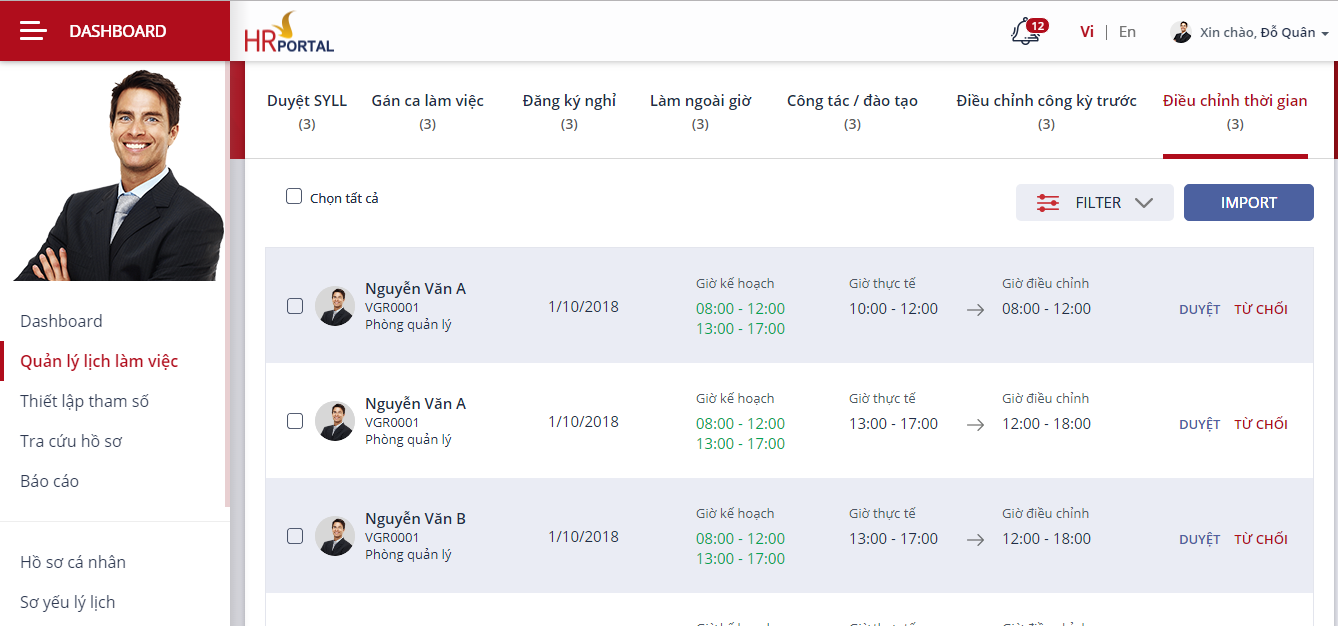 DASHBOARD
HRPORTAL
12
Vi | En
Xin chào, Đỗ Quân
Duyệt SYLL
(3)
Gán ca làm việc
(3)
Đăng ký nghỉ
(3)
Làm ngoài giờ
(3)
Công tác / đào tạo
(3)
Điều chỉnh công kỳ trước
(3)
Điều chỉnh thời gian
(3)
Dashboard
Quản lý lịch làm việc
Thiết lập tham số
Tra cứu hồ sơ
Báo cáo
Hồ sơ cá nhân
Sơ yếu lý lịch
Chọn tất cả
FILTER
IMPORT
Nguyễn Văn A
VGR0001
Phòng quản lý
1/10/2018
Giờ kế hoạch
08:00 - 12:00
13:00 - 17:00
Giờ thực tế
10:00 - 12:00
Giờ điều chỉnh
08:00 - 12:00
DUYỆT
TỪ CHỐI
Nguyễn Văn A
VGR0001
Phòng quản lý
1/10/2018
Giờ kế hoạch
08:00 - 12:00
13:00 - 17:00
Giờ thực tế
13:00 - 17:00
Giờ điều chỉnh
12:00 - 18:00
DUYỆT
TỪ CHỐI
Nguyễn Văn B
VGR0001
Phòng quản lý
1/10/2018
Giờ kế hoạch
08:00 - 12:00
13:00 - 17:00
Giờ thực tế
13:00 - 17:00
Giờ điều chỉnh
12:00 - 18:00
DUYỆT
TỪ CHỐI